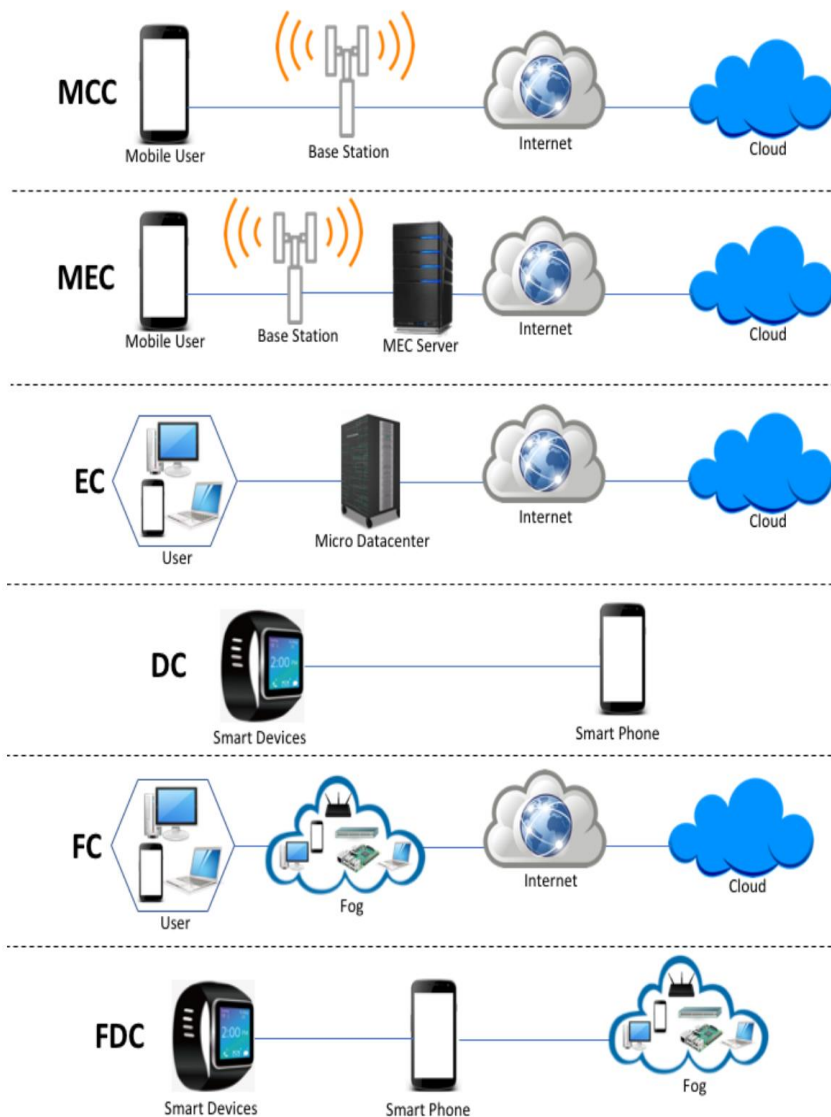 MCC
Mobile User
Base Station
Internet
Cloud
MEC
Mobile User
Base Station
MEC Server
Internet
Cloud
EC
User
Micro Datacenter
Internet
Cloud
DC
2:00
Smart Devices
Smart Phone
FC
User
Fog
Internet
Cloud
FDC
2:00
Smart Devices
Smart Phone
Fog